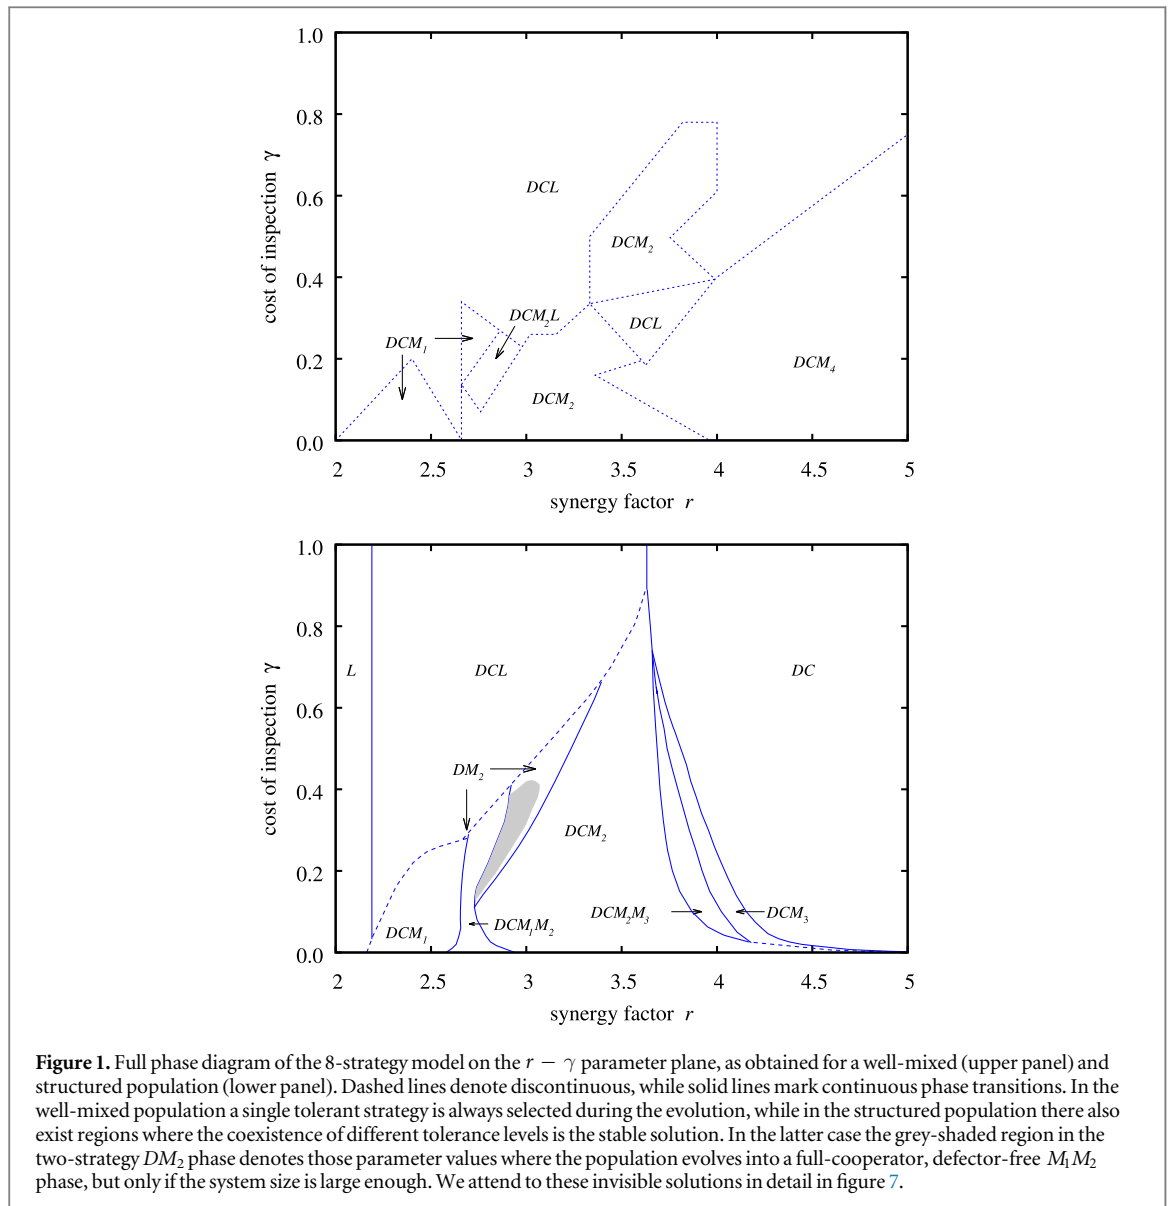 1.0
0.8
0.6
0.4
0.2
0.0
cost of inspection γ
DCL
DCM2
DCM2L
DCL
DCM1
DCM4
DCM2
2 2.5 3 3.5 4 4.5 5
synergy factor r
1.0
0.8
0.6
0.4
0.2
0.0
cost of inspection γ
L
DCL
DC
DM2
DCM2
DCM2M3
DCM3
DCM1M2
DCM1
2 2.5 3 3.5 4 4.5 5
synergy factor r
Figure 1. Full phase diagram of the 8-strategy model on the r − γ parameter plane, as obtained for a well-mixed (upper panel) and
structured population (lower panel). Dashed lines denote discontinuous, while solid lines mark continuous phase transitions. In the
well-mixed population a single tolerant strategy is always selected during the evolution, while in the structured population there also
exist regions where the coexistence of different tolerance levels is the stable solution. In the latter case the grey-shaded region in the
two-strategy DM2 phase denotes those parameter values where the population evolves into a full-cooperator, defector-free M1M2
phase, but only if the system size is large enough. We attend to these invisible solutions in detail in figure 7.